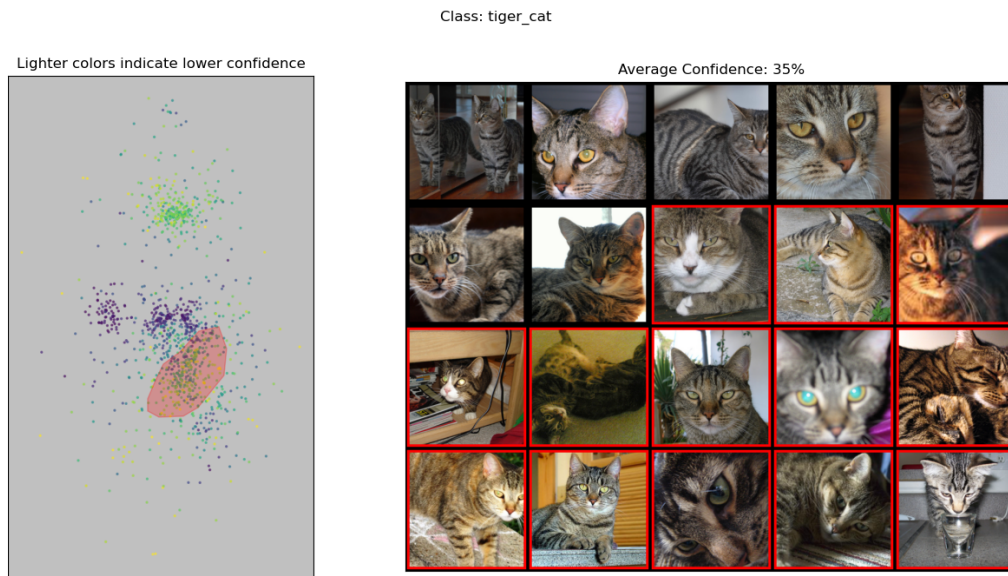 Class: tiger_cat
Lighter colors indicate lower confidence
Average Confidence: 35%